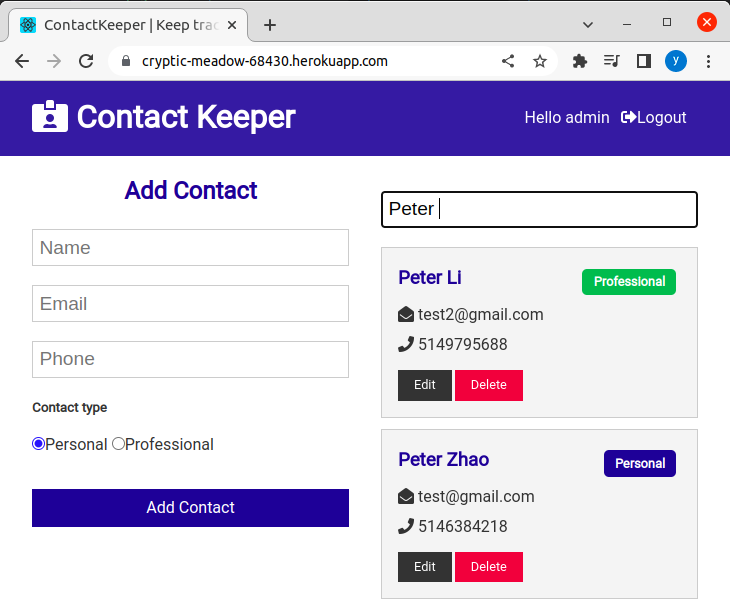 ContactKeeper | Keep trac
cryptic-meadow-68430.herokuapp.com
y
Contact Keeper
Hello admin
Logout
Add Contact
Name
Email
Phone
Contact type
Personal
Professional
Add Contact
Peter
Peter Li
Professional
test2@gmail.com
5149795688
Edit
Delete
Peter Zhao
Personal
test@gmail.com
5146384218
Edit
Delete